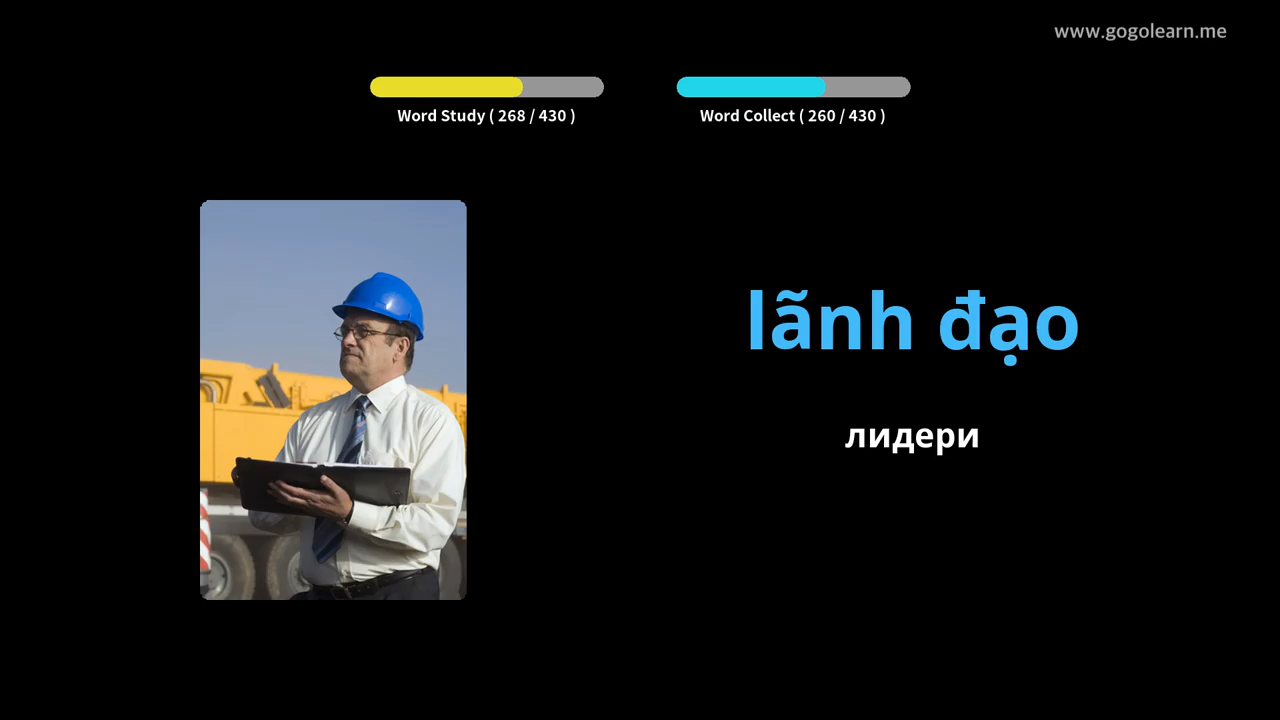 www.gogolearn.me
Word Study ( 268 / 430 )
Word Collect ( 260 / 430 )
lãnh đạo
лидери